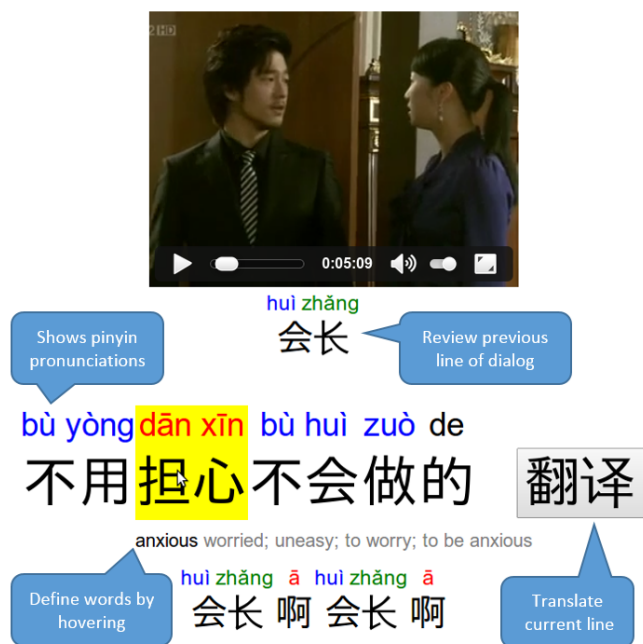 2 HD
0:05:09
huì zhǎng
会长
Shows pinyin
pronunciations
Review previous
line of dialog
bù yòng dān xīn bù huì zuò de
不用担心不会做的
翻译
anxious worried; uneasy; to worry; to be anxious
Define words by
hovering
huì zhǎng ā huì zhǎng ā
会长 啊 会长 啊
Translate
current line